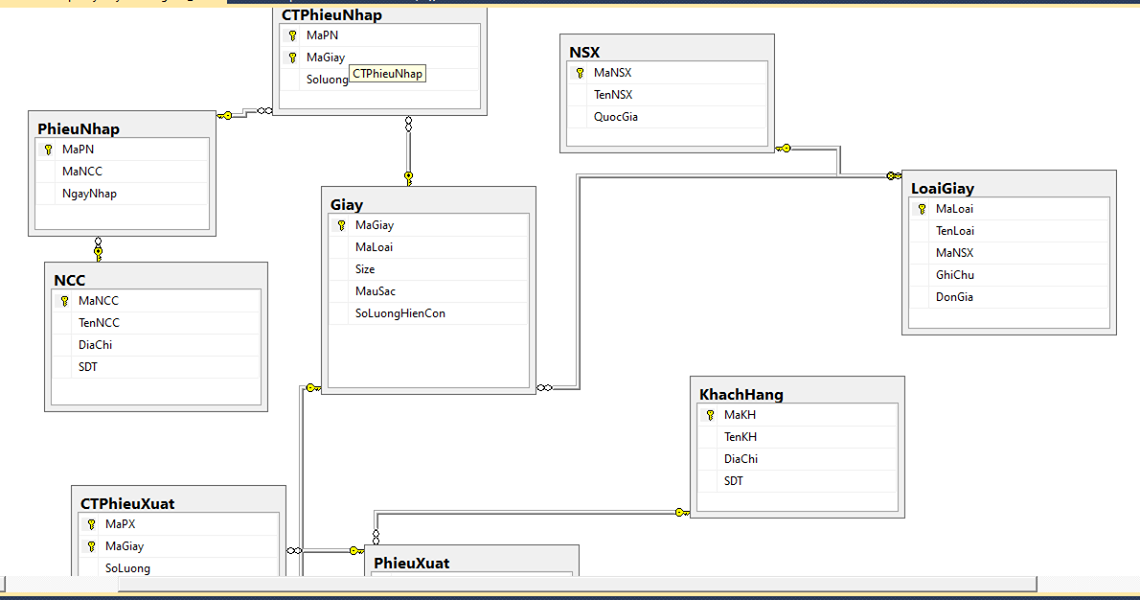 CTPhieuNhap
MaPN
MaGiay
Soluong
CTPhieuNhap
NSX
MaNSX
TenNSX
QuocGia
PhieuNhap
MaPN
MaNCC
NgayNhap
LoaiGiay
MaLoai
TenLoai
MaNSX
GhiChu
DonGia
Giay
MaGiay
MaLoai
Size
MauSac
SoLuongHienCon
NCC
MaNCC
TenNCC
DiaChi
SDT
KhachHang
MaKH
TenKH
DiaChi
SDT
CTPhieuXuat
MaPX
MaGiay
SoLuong
PhieuXuat